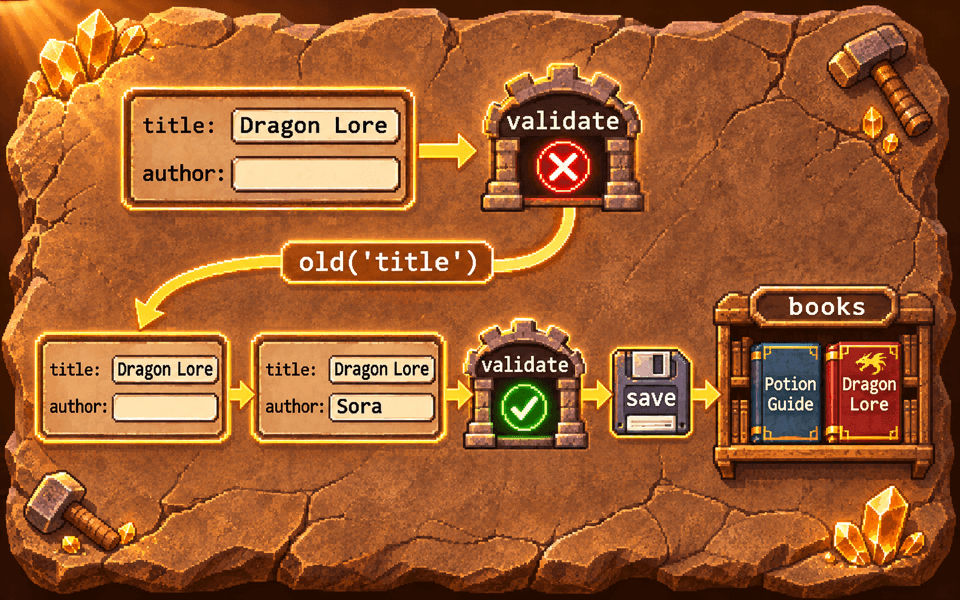 title: Dragon Lore
author:
validate
old('title')
title: Dragon Lore
author:
title: Dragon Lore
author: Sora
validate
save
books
Potion
Guide
Dragon
Lore